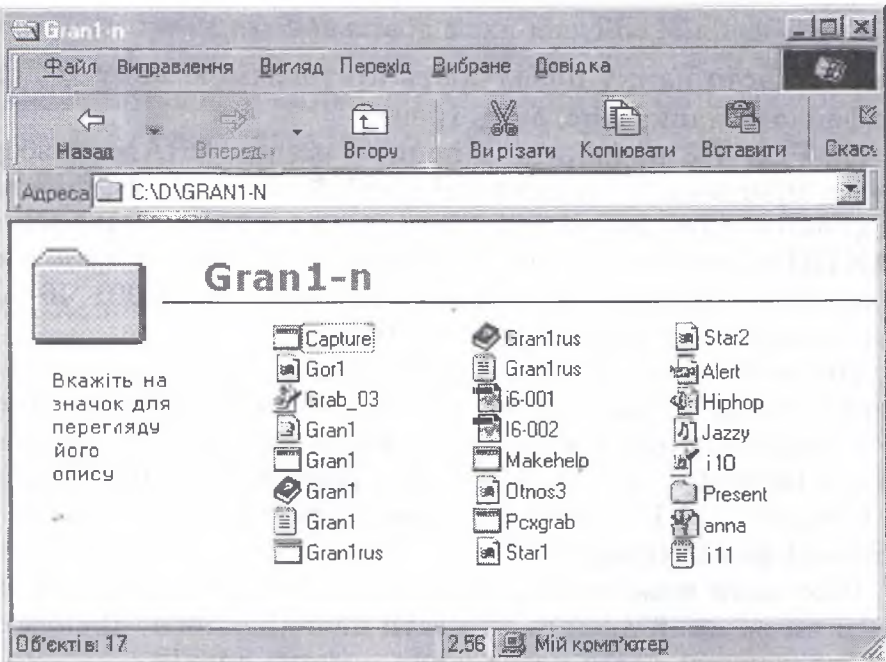 Gran1-n
Файл Виправлення Вигляд Перехід Вибране Довідка
Назад Вперед Вгору Вирізати Копіювати Вставити Скас
Адреса C:\D\GRAN1-N
Gran1-n
Вкажіть на
значок для
перегляду
його
опису
Capture
Gor1
Grab_03
Gran1
Gran1
Gran1
Gran1
Gran1rus
Gran1rus
Gran1rus
i6-001
I6-002
Makehelp
Otnos3
Pcxgrab
Star1
Star2
Alert
Hiphop
Jazzy
i10
Present
anna
i11
Об'єктів: 17 2,56 Мій комп'ютер